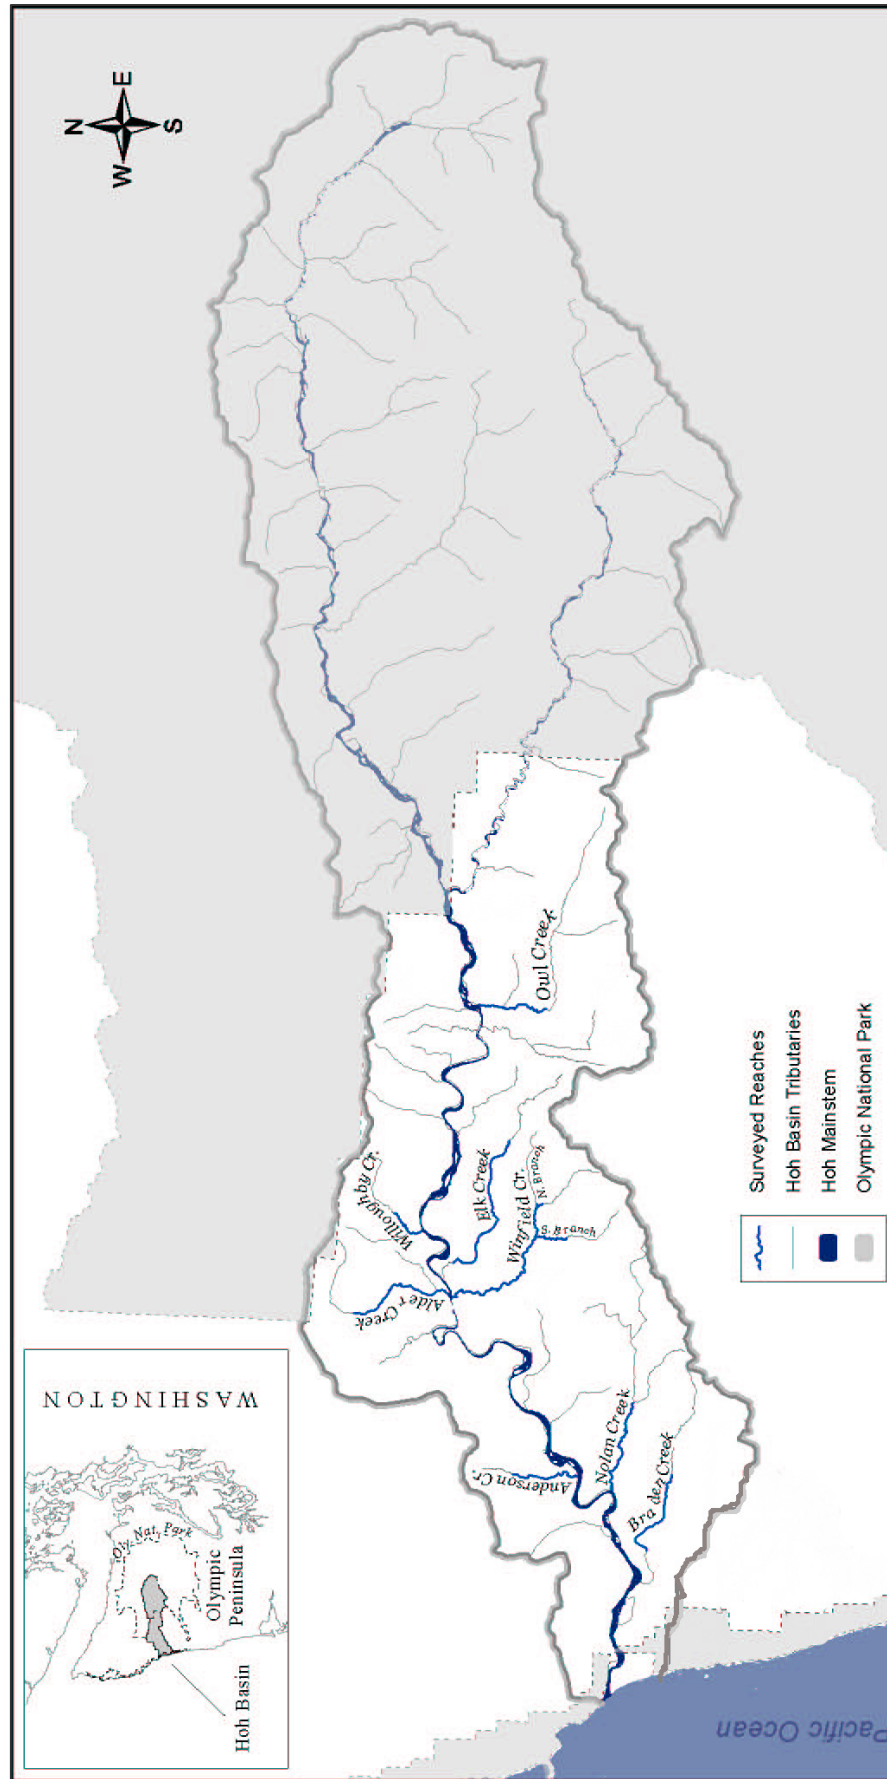 N
E
S
W
Willoughby Cr.
Alder Creek
Elk Creek
Winfield Cr.
N. Branch
S. Branch
Owl Creek
Anderson Cr.
Nolan Creek
Braden Creek
Pacific Ocean
Surveyed Reaches
Hoh Basin Tributaries
Hoh Mainstem
Olympic National Park
WASHINGTON
Oly. Nat. Park
Olympic
Peninsula
Hoh Basin